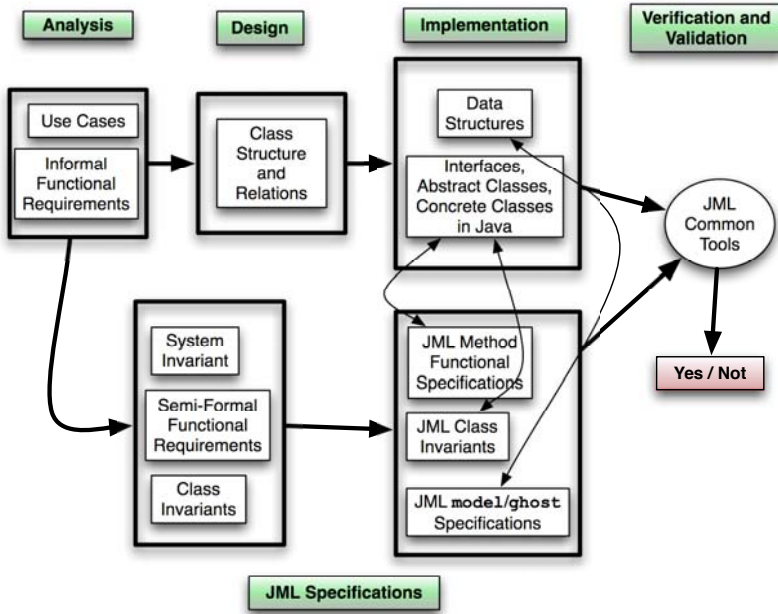 Analysis
Design
Implementation
Verification and
Validation
Use Cases
Informal
Functional
Requirements
Class
Structure
and
Relations
Data
Structures
Interfaces,
Abstract Classes,
Concrete Classes
in Java
JML
Common
Tools
Yes / Not
System
Invariant
Semi-Formal
Functional
Requirements
Class
Invariants
JML Method
Functional
Specifications
JML Class
Invariants
JML model/ghost
Specifications
JML Specifications